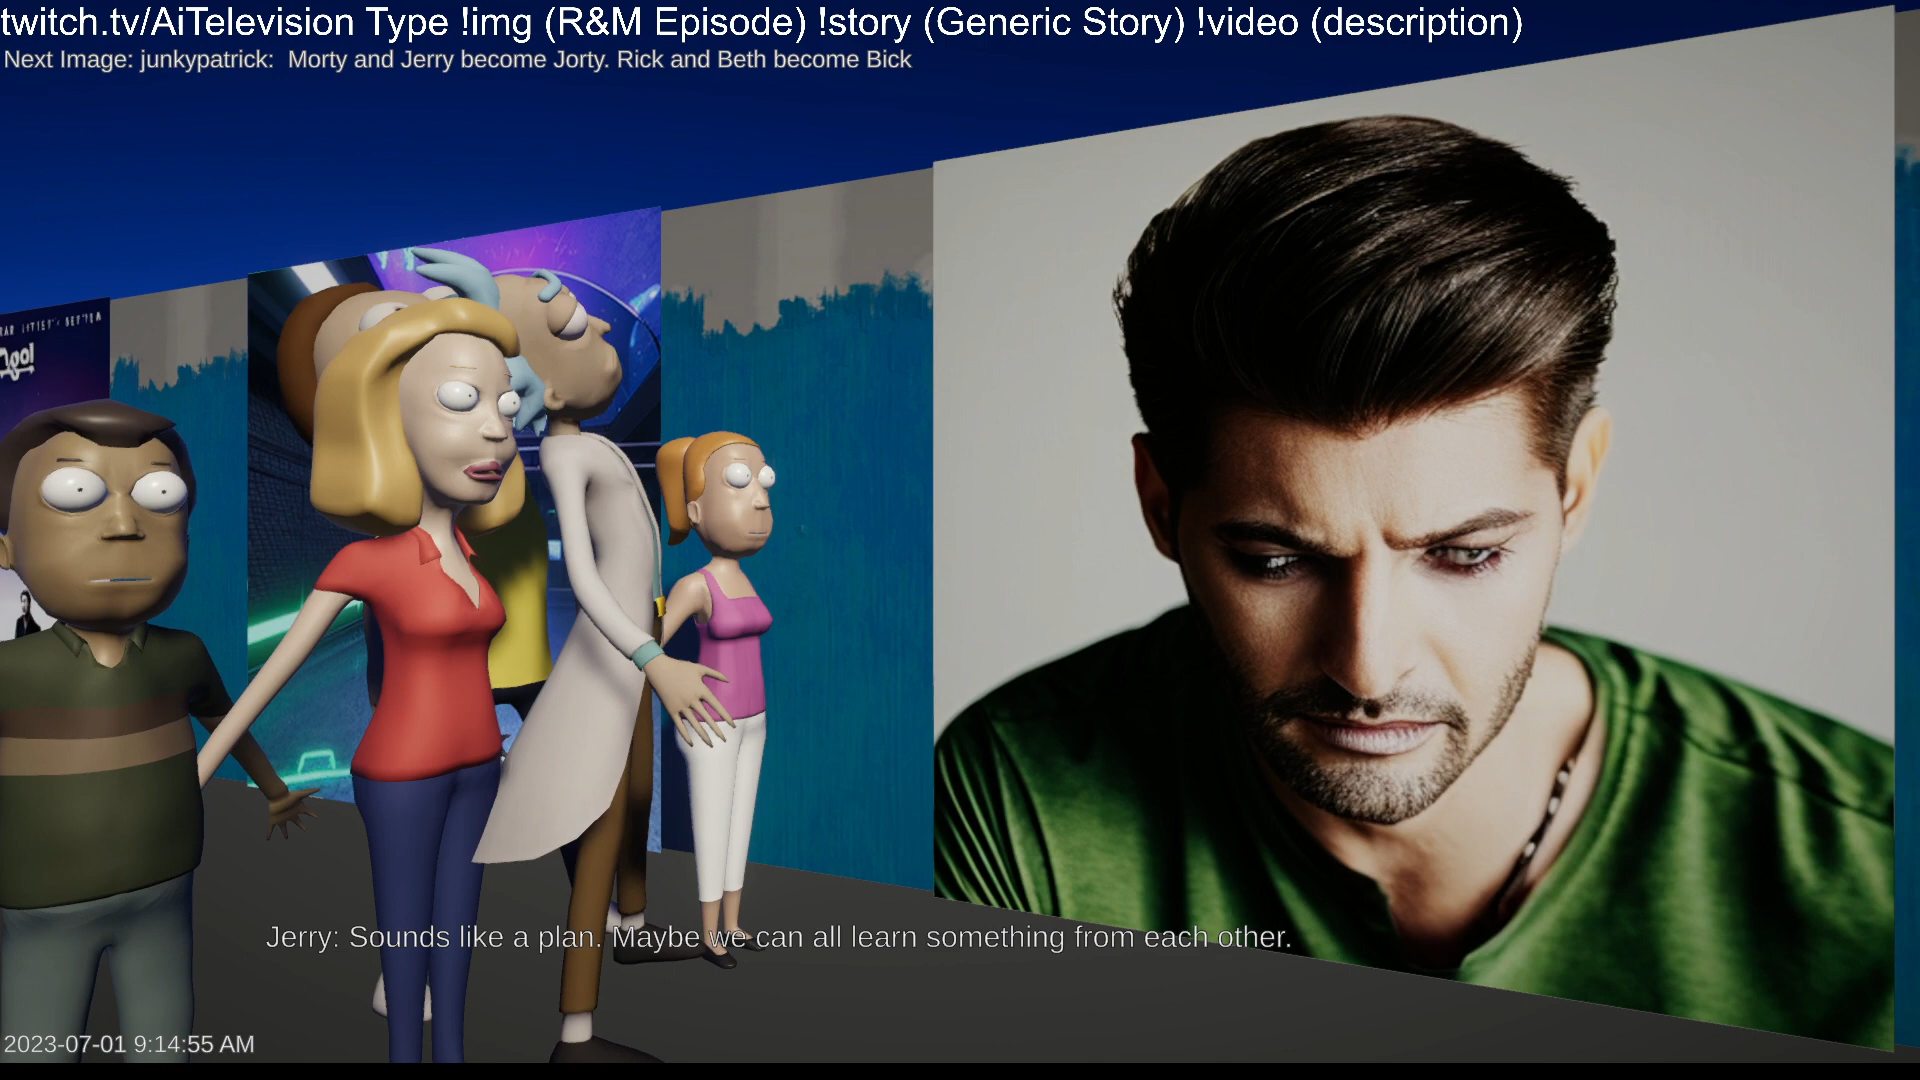 twitch.tv/AiTelevision Type !img (R&M Episode) !story (Generic Story) !video (description)
Next Image: junkypatrick:  Morty and Jerry become Jorty. Rick and Beth become Bick
Jerry: Sounds like a plan. Maybe we can all learn something from each other.
2023-07-01 9:14:55 AM